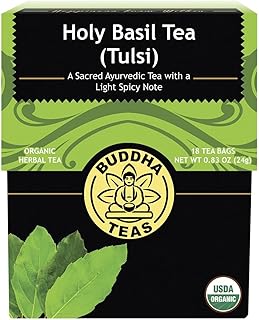 Holy Basil Tea
(Tulsi)
A Sacred Ayurvedic Tea with a
Light Spicy Note
ORGANIC
HERBAL TEA
18 TEA BAGS
NET WT 0.83 OZ (24g)
BUDDHA
TEAS
USDA
ORGANIC